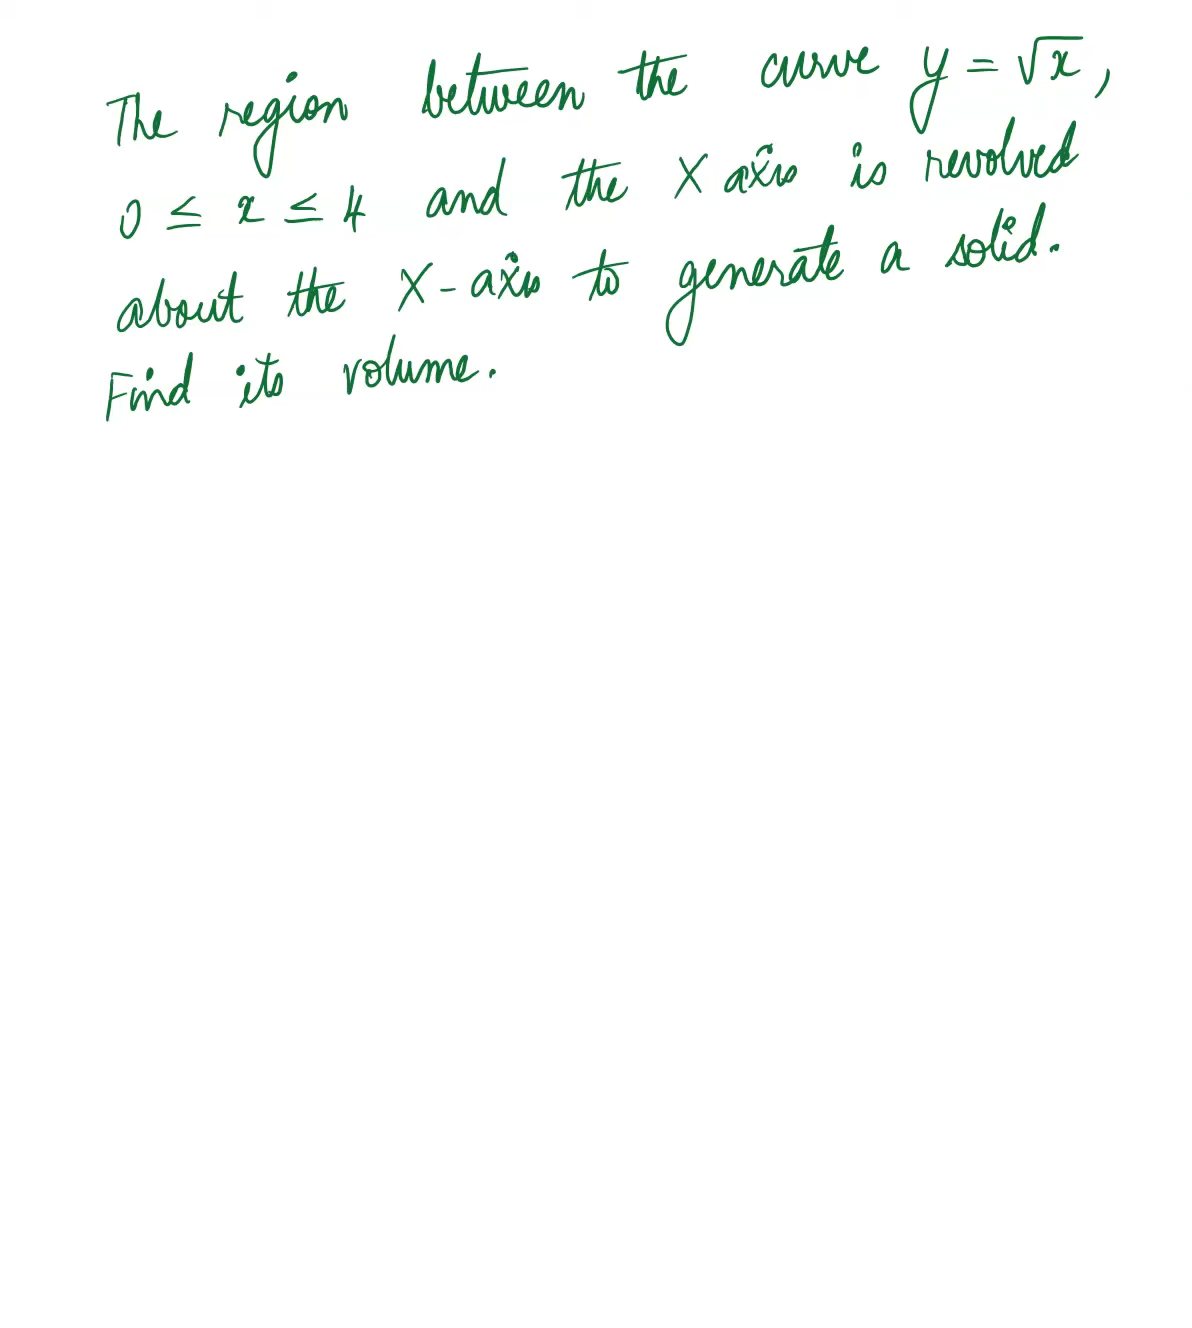 The region between the curve y = √x,
0 ≤ x ≤ 4 and the X axis is revolved
about the X-axis to generate a solid.
Find its volume.